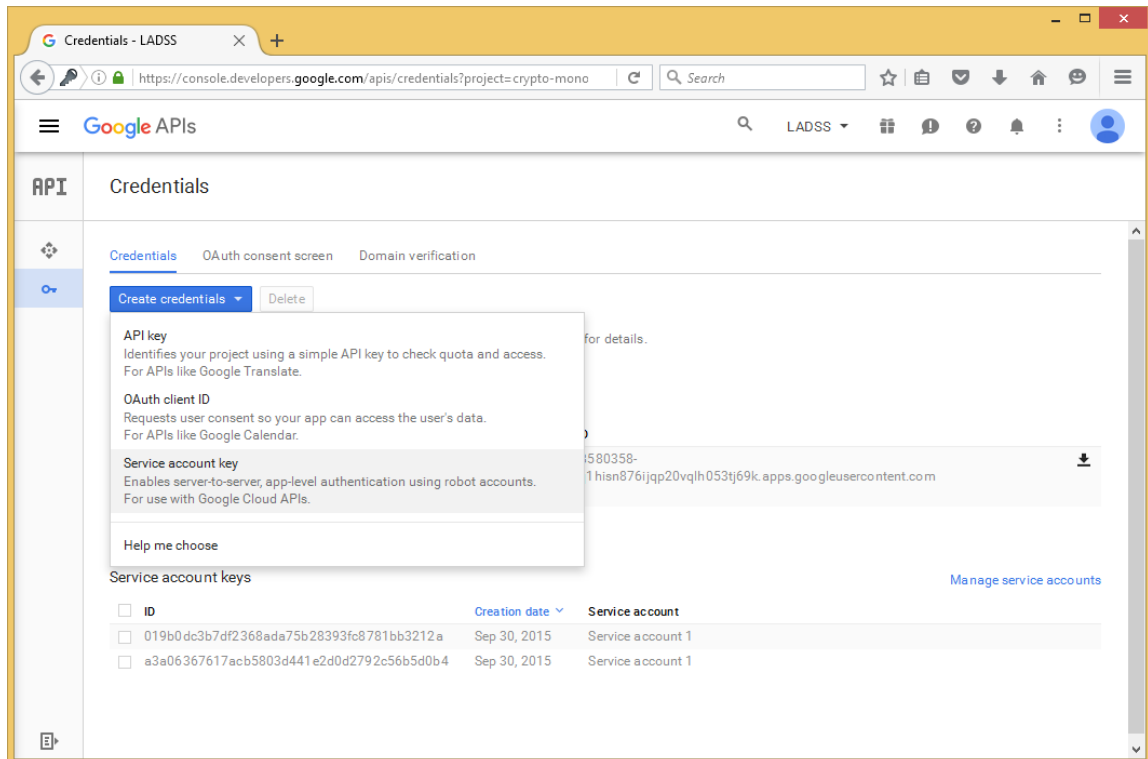 Credentials - LADSS
https://console.developers.google.com/apis/credentials?project=crypto-mono
Search
Google APIs
LADSS
API
Credentials
Credentials OAuth consent screen Domain verification
Create credentials Delete
API key
Identifies your project using a simple API key to check quota and access.
for details.
For APIs like Google Translate.
OAuth client ID
Requests user consent so your app can access the user's data.
For APIs like Google Calendar.
Service account key
580358-
Enables server-to-server, app-level authentication using robot accounts.
1hisn876ijqp20vqlh053tj69k.apps.googleusercontent.com
For use with Google Cloud APIs.
Help me choose
Service account keys Manage service accounts
ID Creation date Service account
019b0dc3b7df2368ada75b28393fc8781bb3212a Sep 30, 2015 Service account 1
a3a06367617acb5803d441e2d0d2792c56b5d0b4 Sep 30, 2015 Service account 1